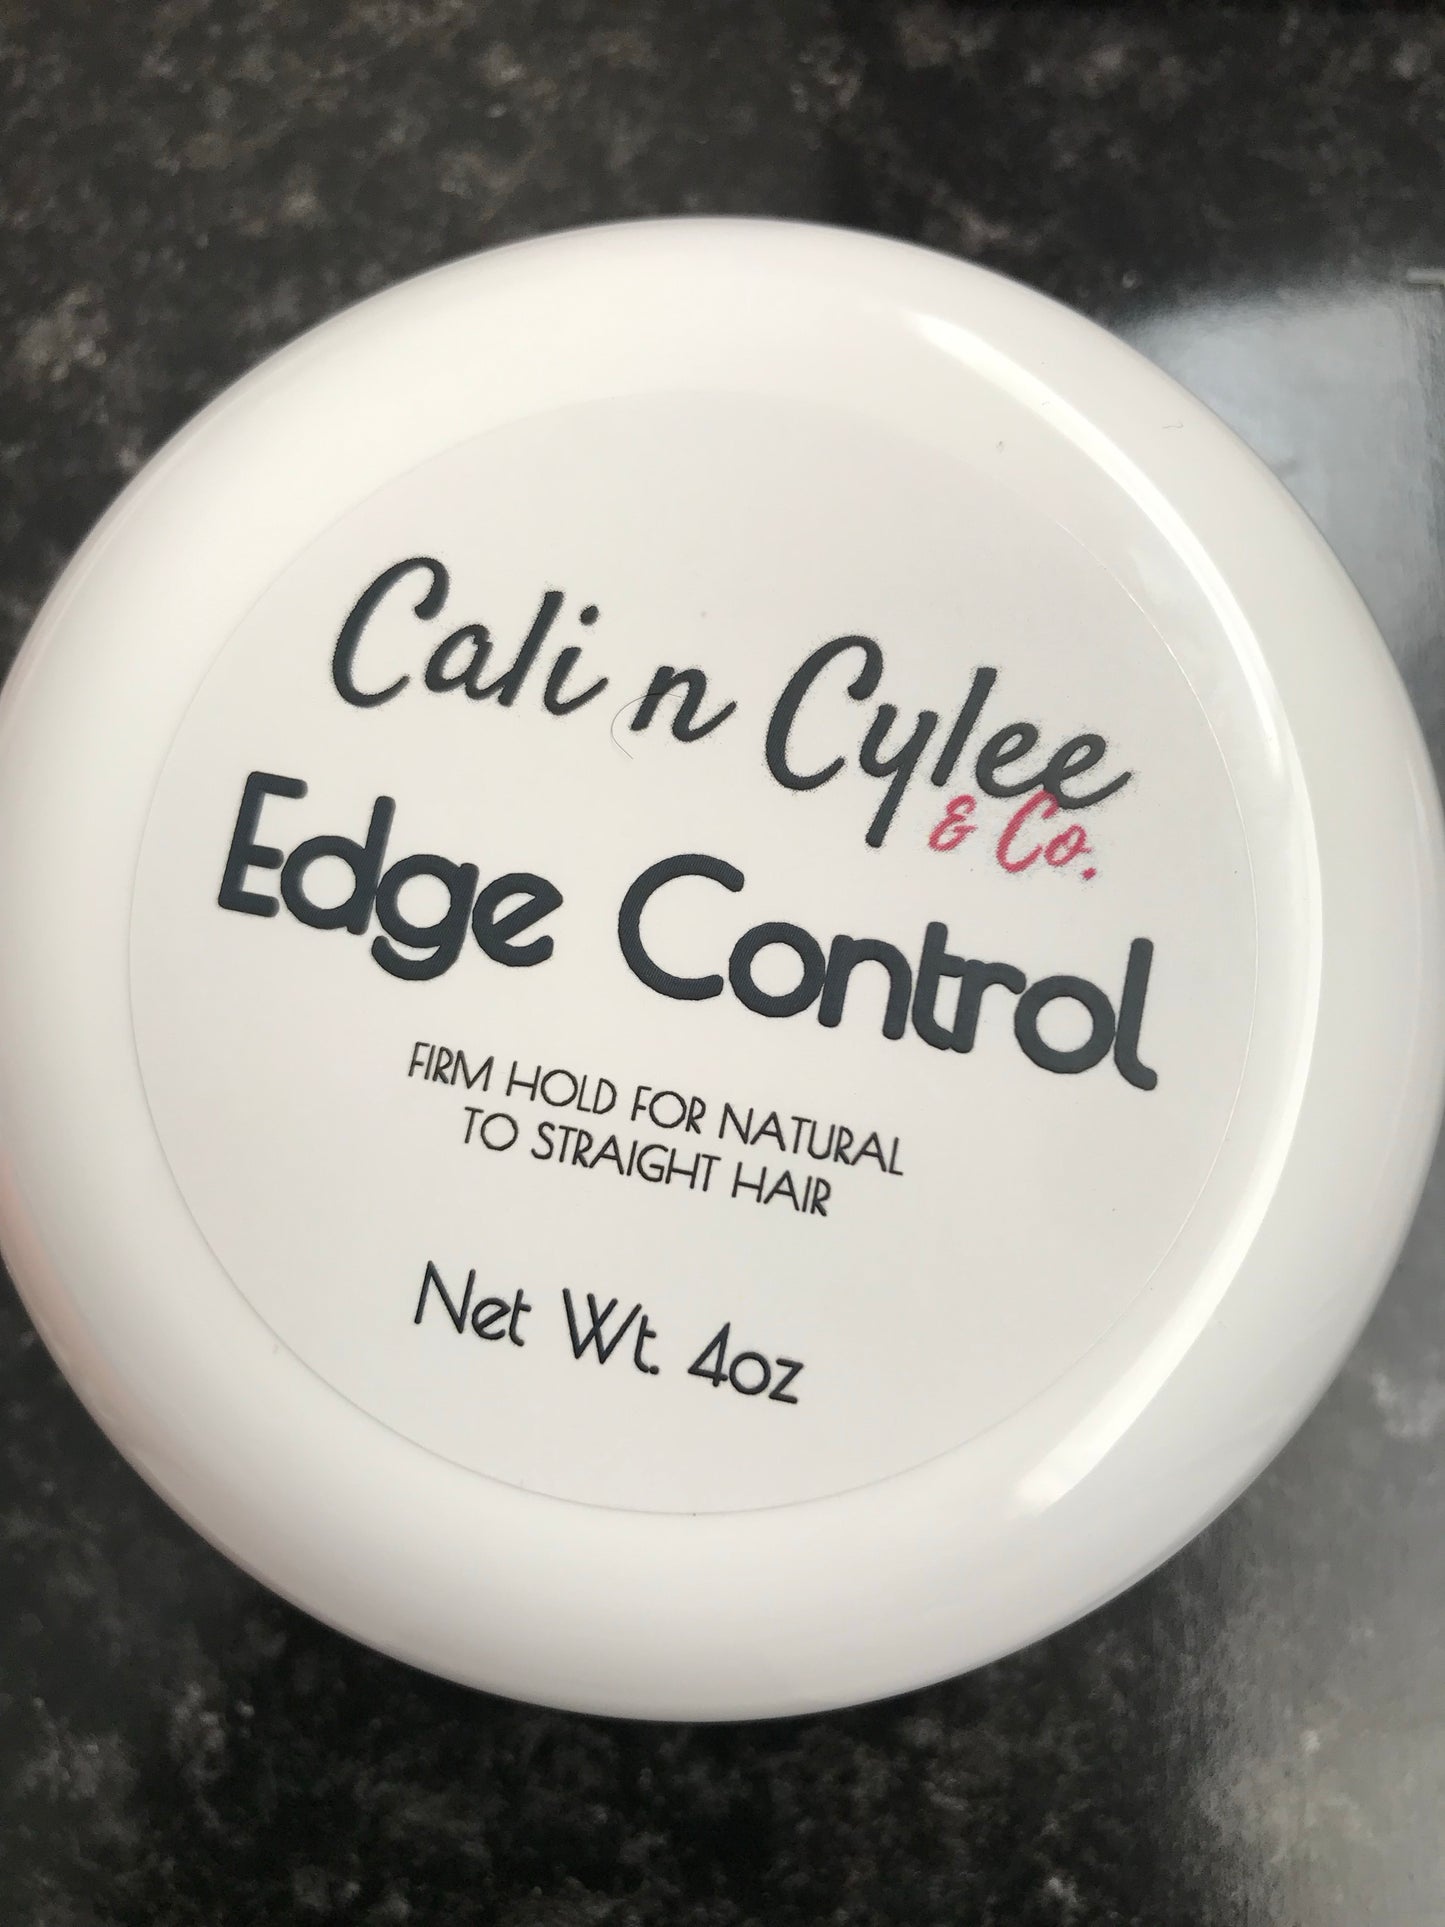 Cali n Cylee
& Co.
Edge Control
FIRM HOLD FOR NATURAL
TO STRAIGHT HAIR
Net Wt. 4oz